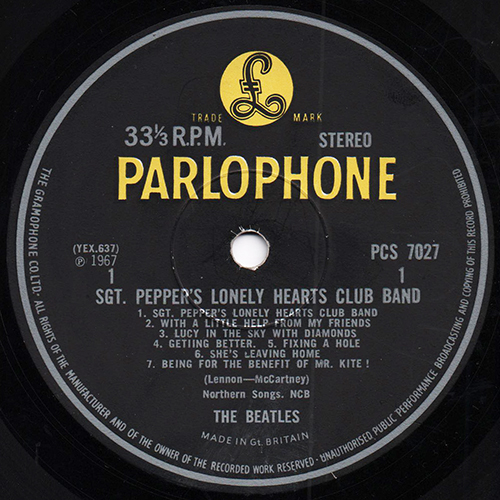 TRADE MARK
33⅓ R.P.M. STEREO
PARLOPHONE
(YEX.637) PCS 7027
℗ 1967
1 1
SGT. PEPPER'S LONELY HEARTS CLUB BAND
1. SGT. PEPPER'S LONELY HEARTS CLUB BAND
2. WITH A LITTLE HELP FROM MY FRIENDS
3. LUCY IN THE SKY WITH DIAMONDS
4. GETTING BETTER. 5. FIXING A HOLE
6. SHE'S LEAVING HOME
7. BEING FOR THE BENEFIT OF MR. KITE !
(Lennon—McCartney)
Northern Songs. NCB
THE BEATLES
MADE IN GT. BRITAIN
THE GRAMOPHONE CO. LTD. ALL RIGHTS OF THE MANUFACTURER AND OF THE OWNER OF THE RECORDED WORK RESERVED · UNAUTHORISED PUBLIC PERFORMANCE BROADCASTING AND COPYING OF THIS RECORD PROHIBITED